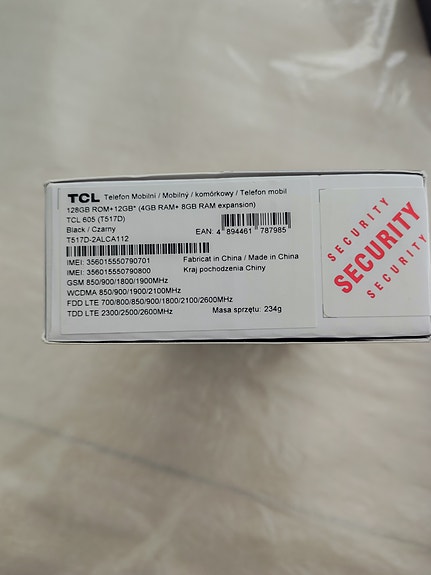 TCL Telefon Mobilní / Mobilný / komórkowy / Telefon mobil
128GB ROM+12GB* (4GB RAM+ 8GB RAM expansion)
TCL 605 (T517D)
Black / Czarny
EAN: 4 894461 787985
T517D-2ALCA112
IMEI: 356015550790701
Fabricat in China / Made in China
IMEI: 356015550790800
Kraj pochodzenia Chiny
GSM 850/900/1800/1900MHz
WCDMA 850/900/1900/2100MHz
FDD LTE 700/800/850/900/1800/2100/2600MHz
TDD LTE 2300/2500/2600MHz
Masa sprzętu: 234g
SECURITY
SECURITY
SECURITY